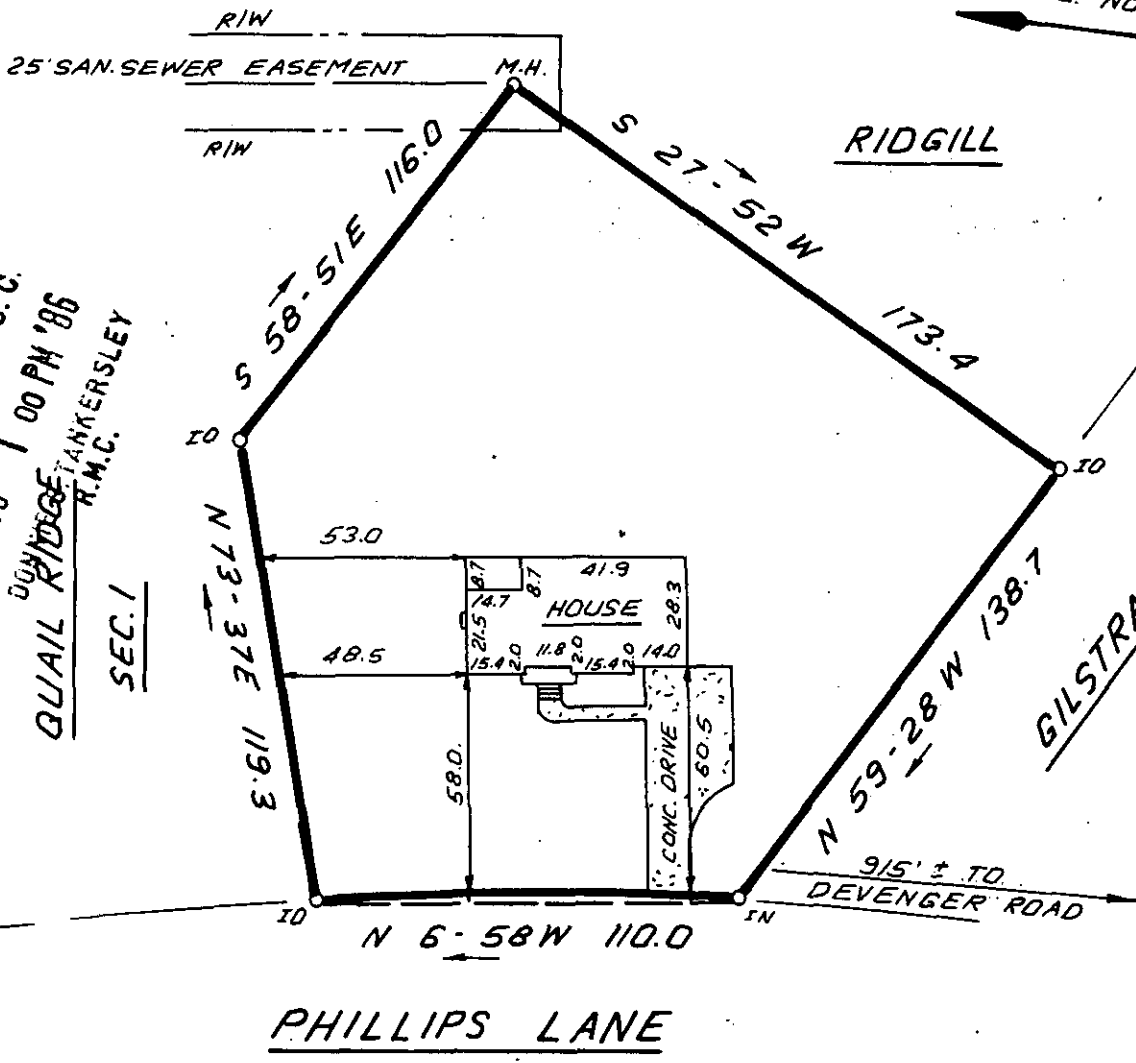 R/W
25' SAN. SEWER EASEMENT
M.H.
R/W
RIDGILL
S 58-51 E 116.0
S 27-52 W 173.4
1 00 PM '86
TANKERSLEY
R.M.C.
QUAIL RIDGE
SEC. 1
IO
IO
N 73-37 E 119.3
53.0
41.9
8.7
8.7
14.7
HOUSE
28.3
21.5
48.5
15.4
2.0
11.8
2.0
15.4
2.0
14.0
58.0
CONC. DRIVE
60.5
N 59-28 W 138.7
915' ± TO
DEVENGER ROAD
IO
IN
N 6-58 W 110.0
PHILLIPS LANE